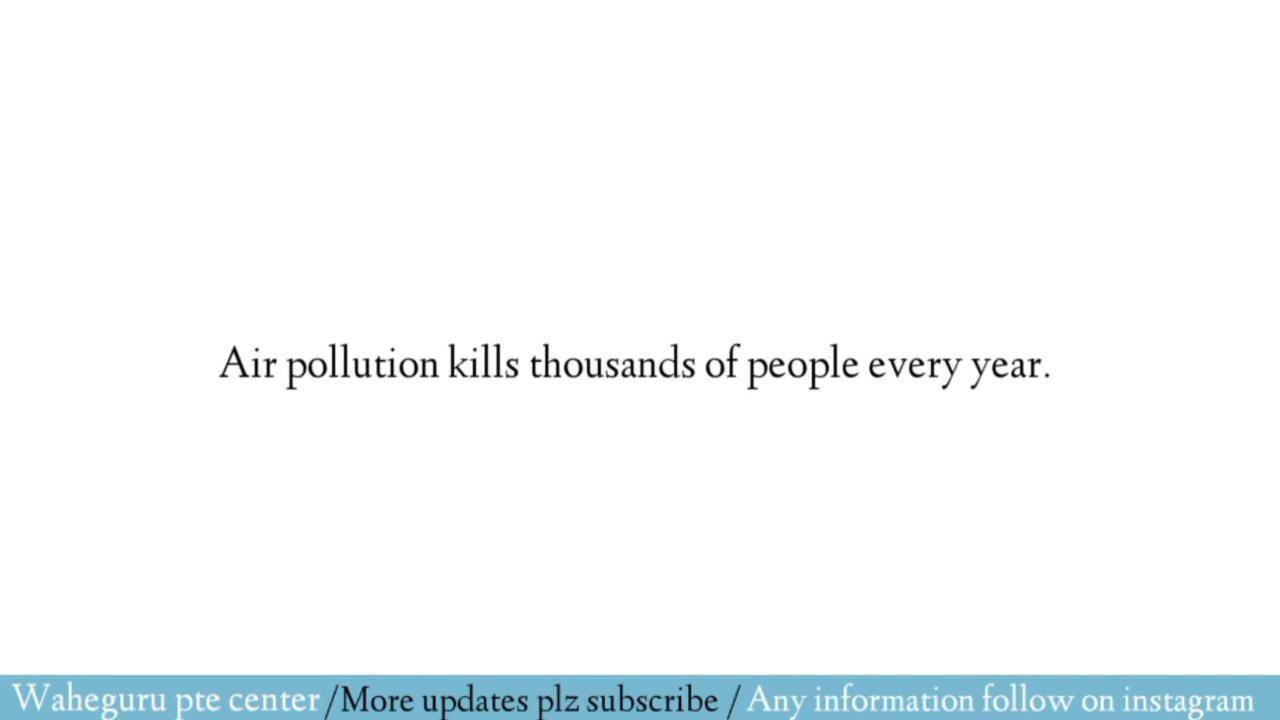 Air pollution kills thousands of people every year.
Waheguru pte center /More updates plz subscribe / Any information follow on instagram